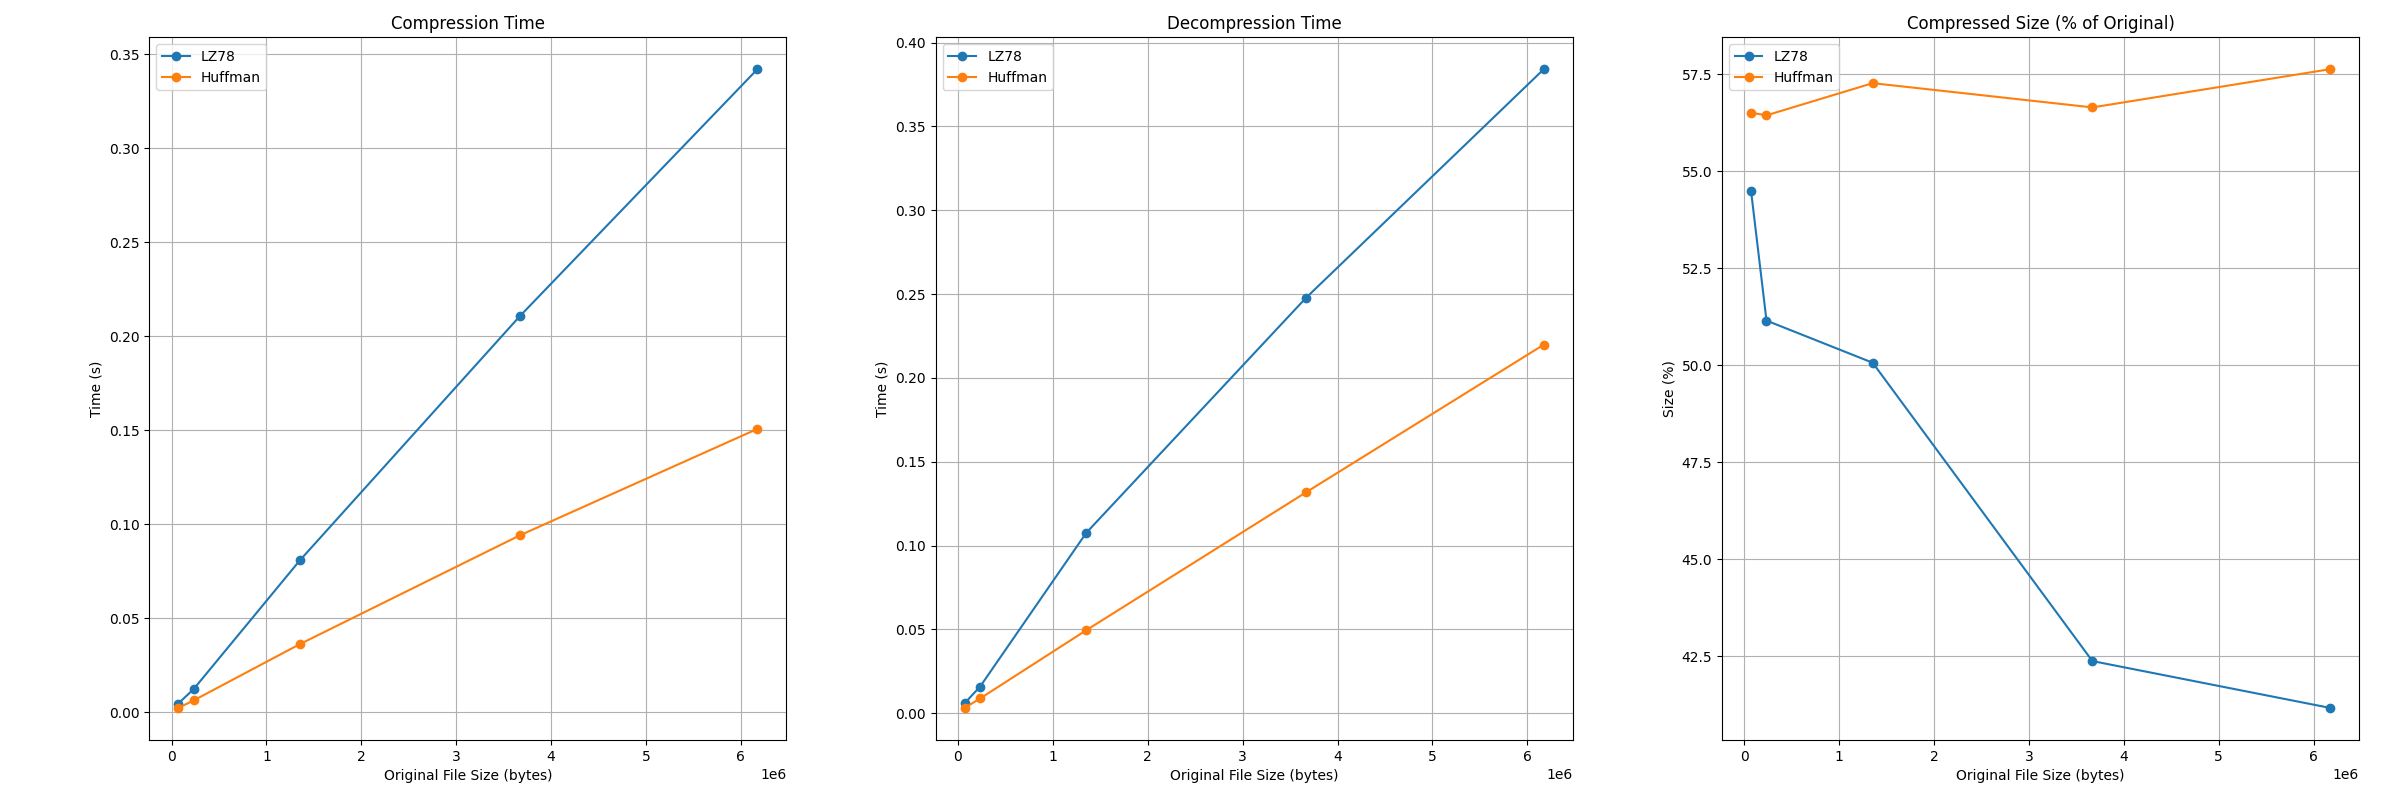 Compression Time
LZ78
Huffman
0.35
0.30
0.25
0.20
0.15
0.10
0.05
0.00
Time (s)
0 1 2 3 4 5 6
1e6
Original File Size (bytes)
Decompression Time
LZ78
Huffman
0.40
0.35
0.30
0.25
0.20
0.15
0.10
0.05
0.00
Time (s)
0 1 2 3 4 5 6
1e6
Original File Size (bytes)
Compressed Size (% of Original)
LZ78
Huffman
57.5
55.0
52.5
50.0
47.5
45.0
42.5
Size (%)
0 1 2 3 4 5 6
1e6
Original File Size (bytes)